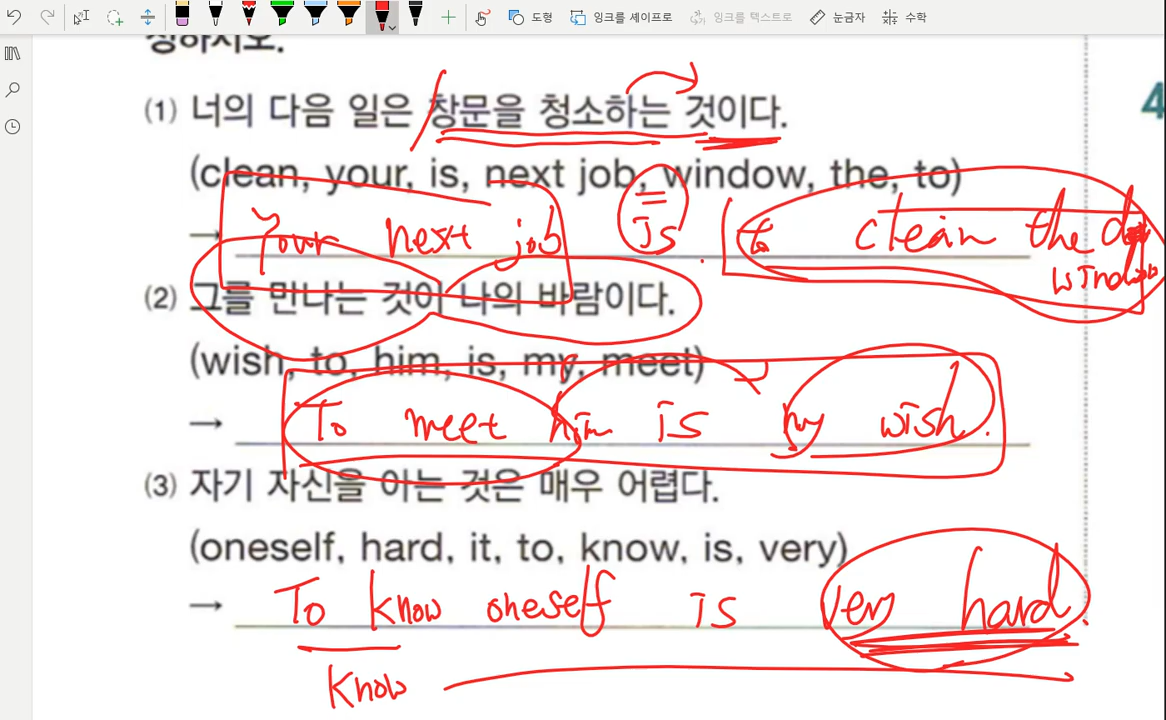 도형 잉크를 셰이프로 잉크를 텍스트로 눈금자 수학
성하시오.
(1) 너의 다음 일은 창문을 청소하는 것이다.
(clean, your, is, next job, window, the, to)
→ Your next job is to clean the
window
(2) 그를 만나는 것이 나의 바람이다.
(wish, to, him, is, my, meet)
→ To meet him is my wish.
(3) 자기 자신을 아는 것은 매우 어렵다.
(oneself, hard, it, to, know, is, very)
→ To know oneself is very hard.
know
4